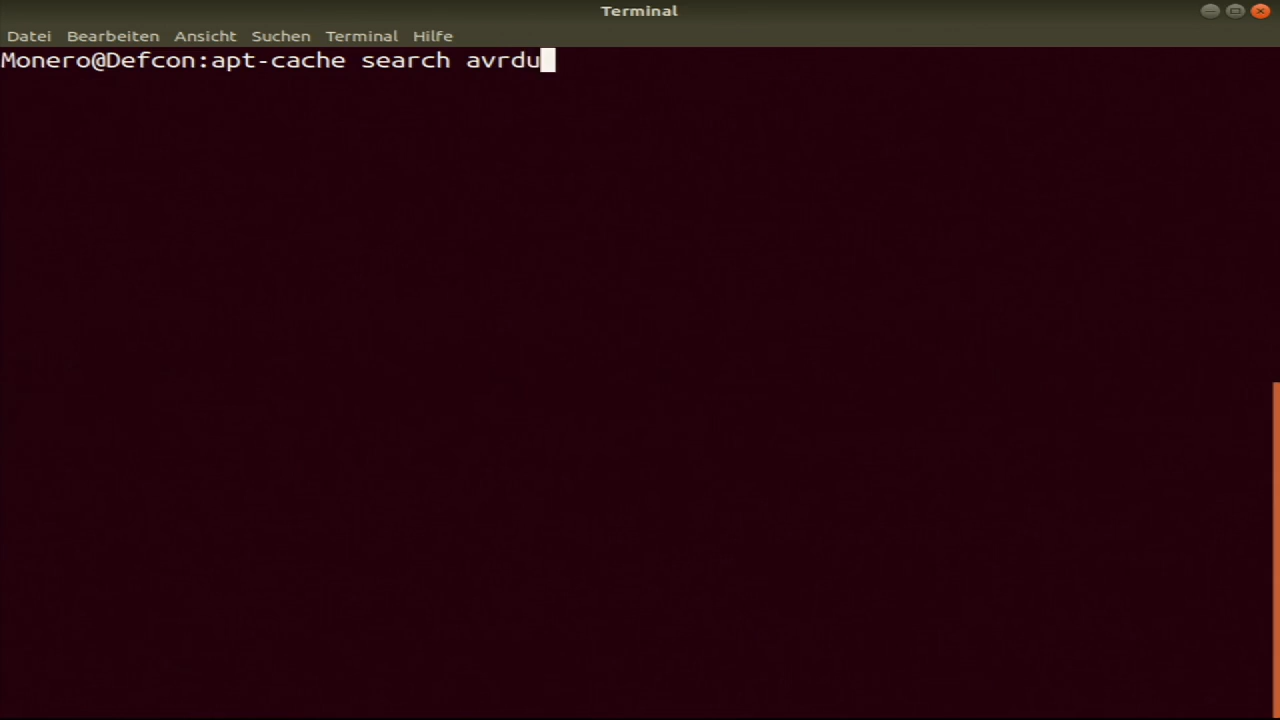 Terminal
Datei Bearbeiten Ansicht Suchen Terminal Hilfe
Monero@Defcon:apt-cache search avrdu